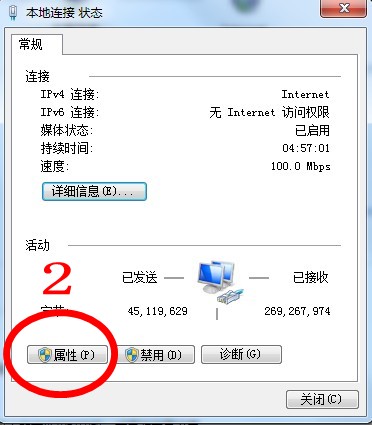 本地连接 状态
常规
连接
IPv4 连接: Internet
IPv6 连接: 无 Internet 访问权限
媒体状态: 已启用
持续时间: 04:57:01
速度: 100.0 Mbps
详细信息(E)...
活动
2 已发送 已接收
45,119,629 269,267,974
属性(P) 禁用(D) 诊断(G)
关闭(C)